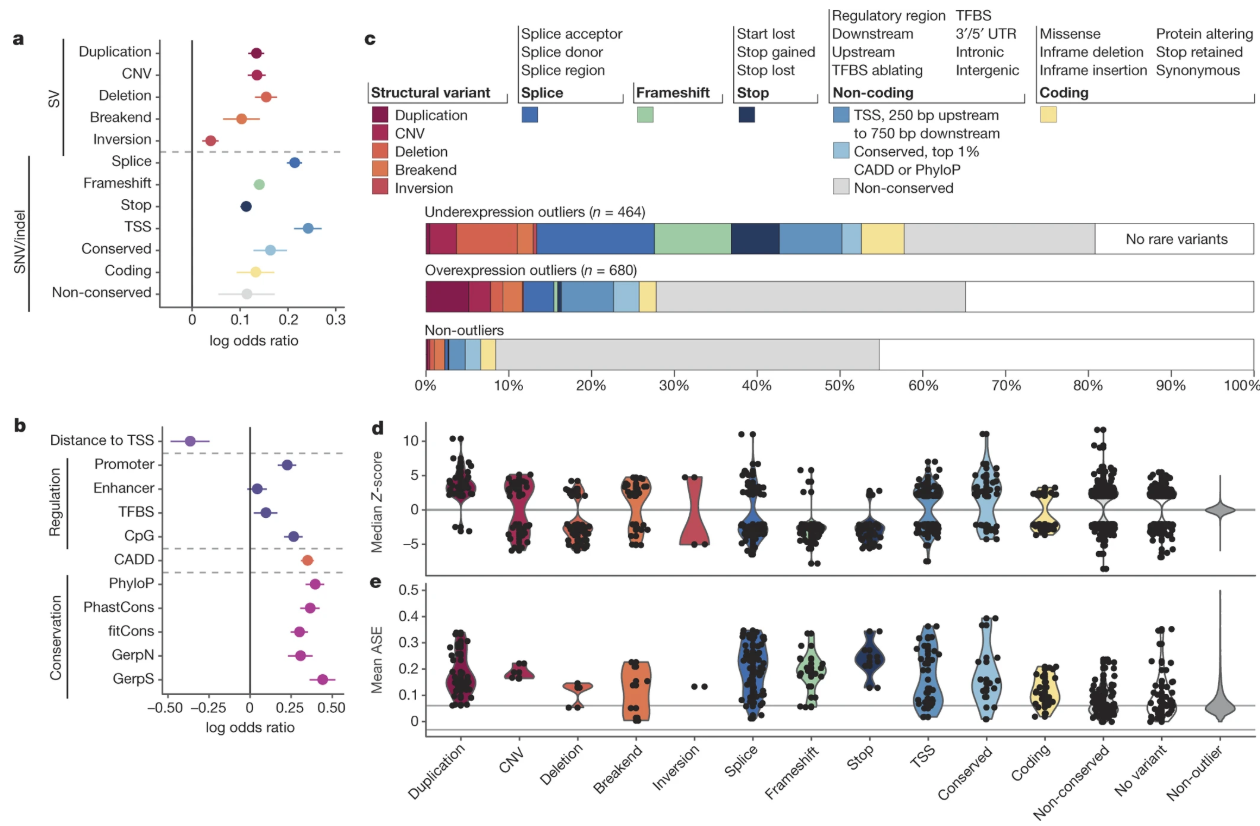 a
SV
Duplication
CNV
Deletion
Breakend
Inversion
SNV/indel
Splice
Frameshift
Stop
TSS
Conserved
Coding
Non-conserved
0 0.1 0.2 0.3
log odds ratio
c
Structural variant
Duplication
CNV
Deletion
Breakend
Inversion
Splice acceptor
Splice donor
Splice region
Splice
Frameshift
Start lost
Stop gained
Stop lost
Stop
Regulatory region TFBS
Downstream 3′/5′ UTR
Upstream Intronic
TFBS ablating Intergenic
Non-coding
TSS, 250 bp upstream
to 750 bp downstream
Conserved, top 1%
CADD or PhyloP
Non-conserved
Missense Protein altering
Inframe deletion Stop retained
Inframe insertion Synonymous
Coding
Underexpression outliers (n = 464)
No rare variants
Overexpression outliers (n = 680)
Non-outliers
0% 10% 20% 30% 40% 50% 60% 70% 80% 90% 100%
b
Distance to TSS
Regulation
Promoter
Enhancer
TFBS
CpG
CADD
Conservation
PhyloP
PhastCons
fitCons
GerpN
GerpS
−0.50 −0.25 0 0.25 0.50
log odds ratio
d
Median Z-score
10
5
0
−5
e
Mean ASE
0.5
0.4
0.3
0.2
0.1
0
Duplication
CNV
Deletion
Breakend
Inversion
Splice
Frameshift
Stop
TSS
Conserved
Coding
Non-conserved
No variant
Non-outlier